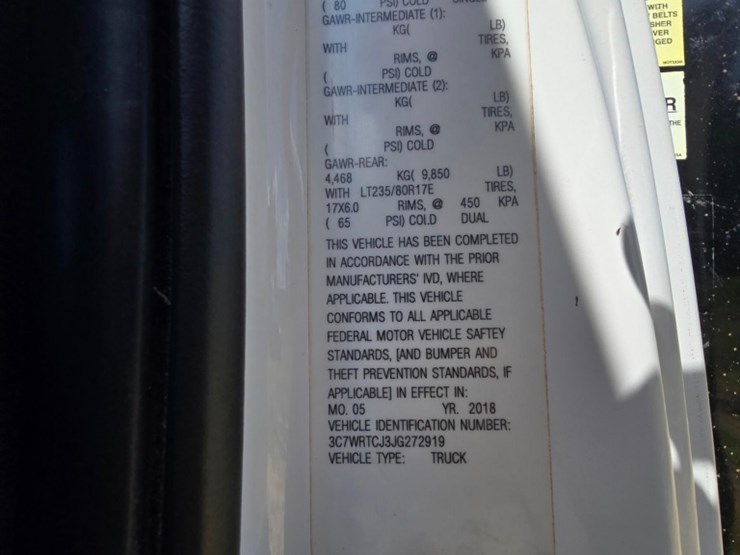 ( 80 PSI) COLD
GAWR-INTERMEDIATE (1):
KG( LB)
WITH TIRES,
RIMS, @ KPA
( PSI) COLD
GAWR-INTERMEDIATE (2):
KG( LB)
WITH TIRES,
RIMS, @ KPA
( PSI) COLD
GAWR-REAR:
4,468 KG( 9,850 LB)
WITH LT235/80R17E TIRES,
17X6.0 RIMS, @ 450 KPA
( 65 PSI) COLD DUAL
THIS VEHICLE HAS BEEN COMPLETED
IN ACCORDANCE WITH THE PRIOR
MANUFACTURERS' IVD, WHERE
APPLICABLE. THIS VEHICLE
CONFORMS TO ALL APPLICABLE
FEDERAL MOTOR VEHICLE SAFTEY
STANDARDS, [AND BUMPER AND
THEFT PREVENTION STANDARDS, IF
APPLICABLE] IN EFFECT IN:
MO. 05 YR. 2018
VEHICLE IDENTIFICATION NUMBER:
3C7WRTCJ3JG272919
VEHICLE TYPE: TRUCK
WITH
BELTS
SHER
VER
GED
R
THE